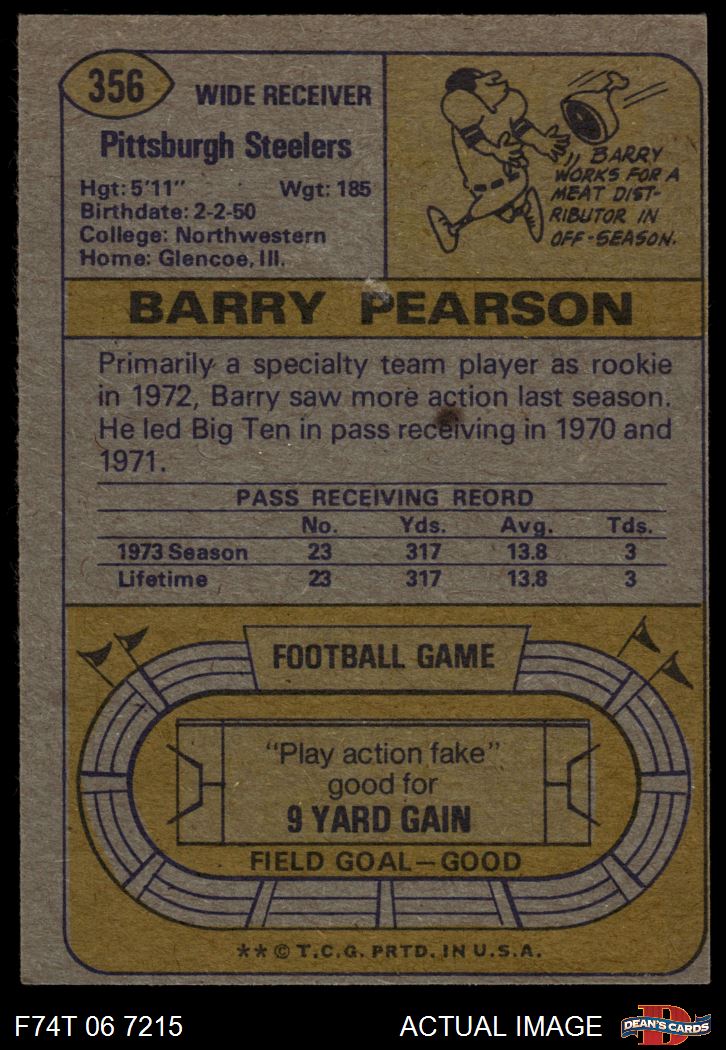 356
WIDE RECEIVER
Pittsburgh Steelers
Hgt: 5'11" Wgt: 185
Birthdate: 2-2-50
College: Northwestern
Home: Glencoe, Ill.
BARRY
WORKS FOR A
MEAT DIST-
RIBUTOR IN
OFF-SEASON.
BARRY PEARSON
Primarily a specialty team player as rookie
in 1972, Barry saw more action last season.
He led Big Ten in pass receiving in 1970 and
1971.
PASS RECEIVING REORD
No. Yds. Avg. Tds.
1973 Season 23 317 13.8 3
Lifetime 23 317 13.8 3
FOOTBALL GAME
"Play action fake"
good for
9 YARD GAIN
FIELD GOAL—GOOD
** © T.C.G. PRTD. IN U.S.A.
F74T 06 7215 ACTUAL IMAGE
D
DEAN'S CARDS